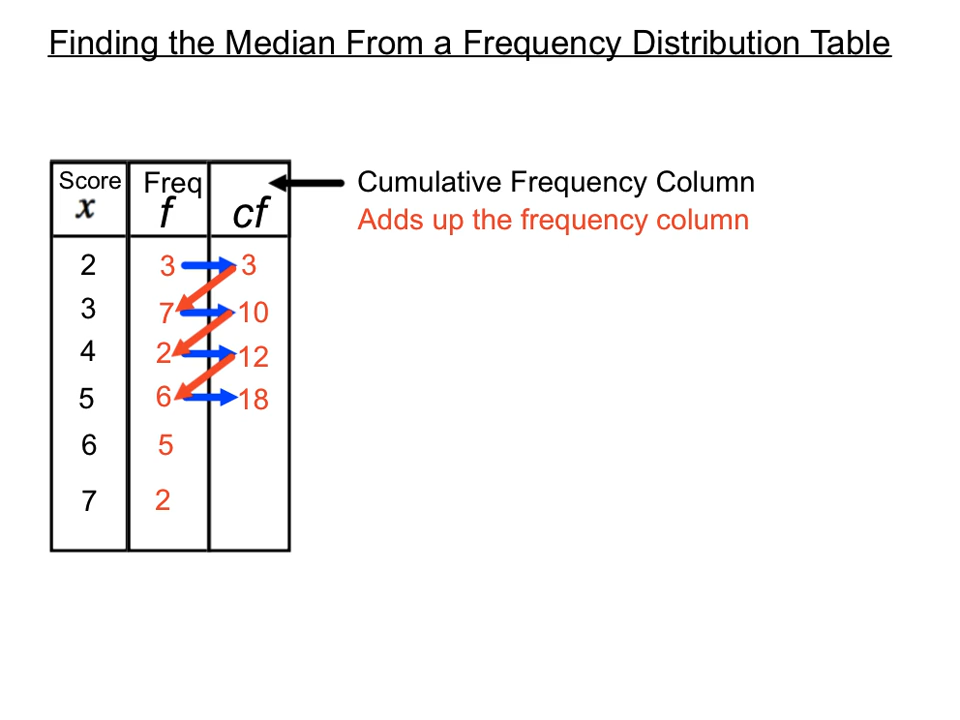 Finding the Median From a Frequency Distribution Table
Score Freq
x f cf
Cumulative Frequency Column
Adds up the frequency column
2 3 3
3 7 10
4 2 12
5 6 18
6 5
7 2